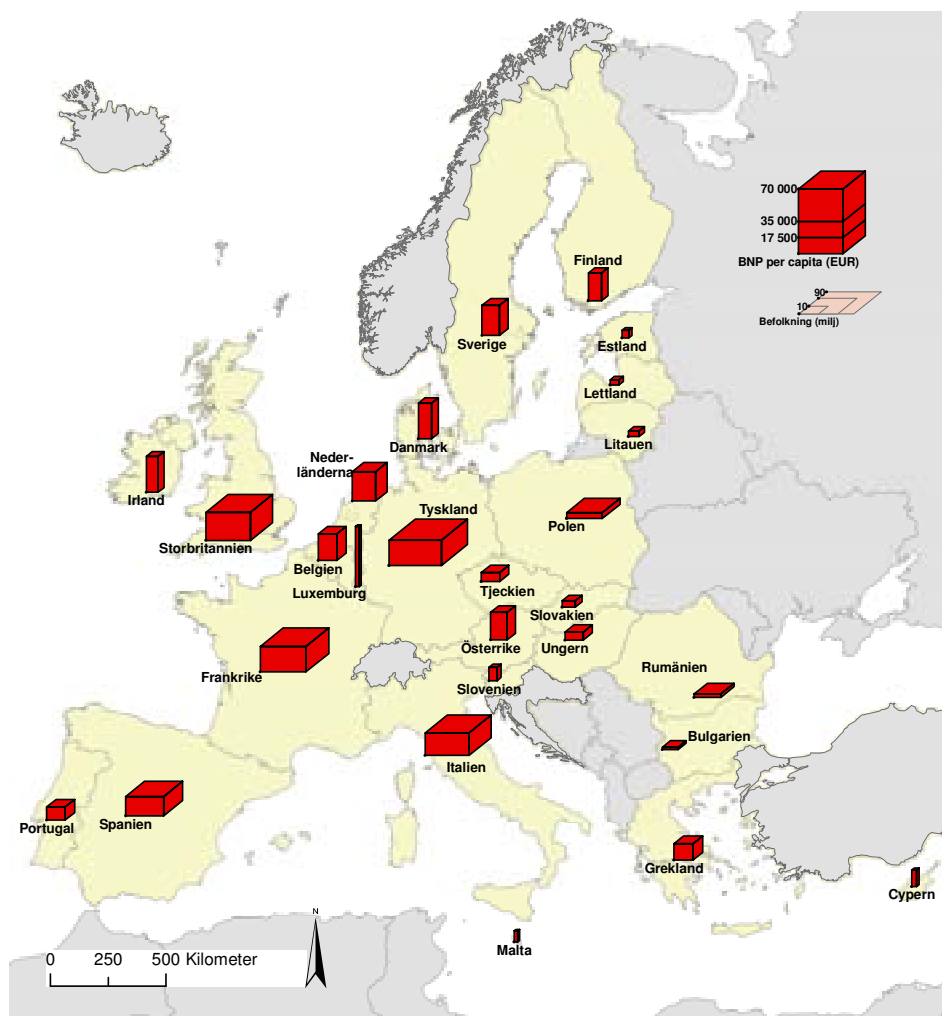 70 000
35 000
17 500
BNP per capita (EUR)
90
10
Befolkning (milj)
Finland
Sverige
Estland
Lettland
Litauen
Danmark
Neder-
länderna
Irland
Storbritannien
Tyskland
Polen
Belgien
Luxemburg
Tjeckien
Slovakien
Österrike
Ungern
Frankrike
Slovenien
Rumänien
Bulgarien
Italien
Portugal
Spanien
Grekland
Cypern
Malta
N
0 250 500 Kilometer